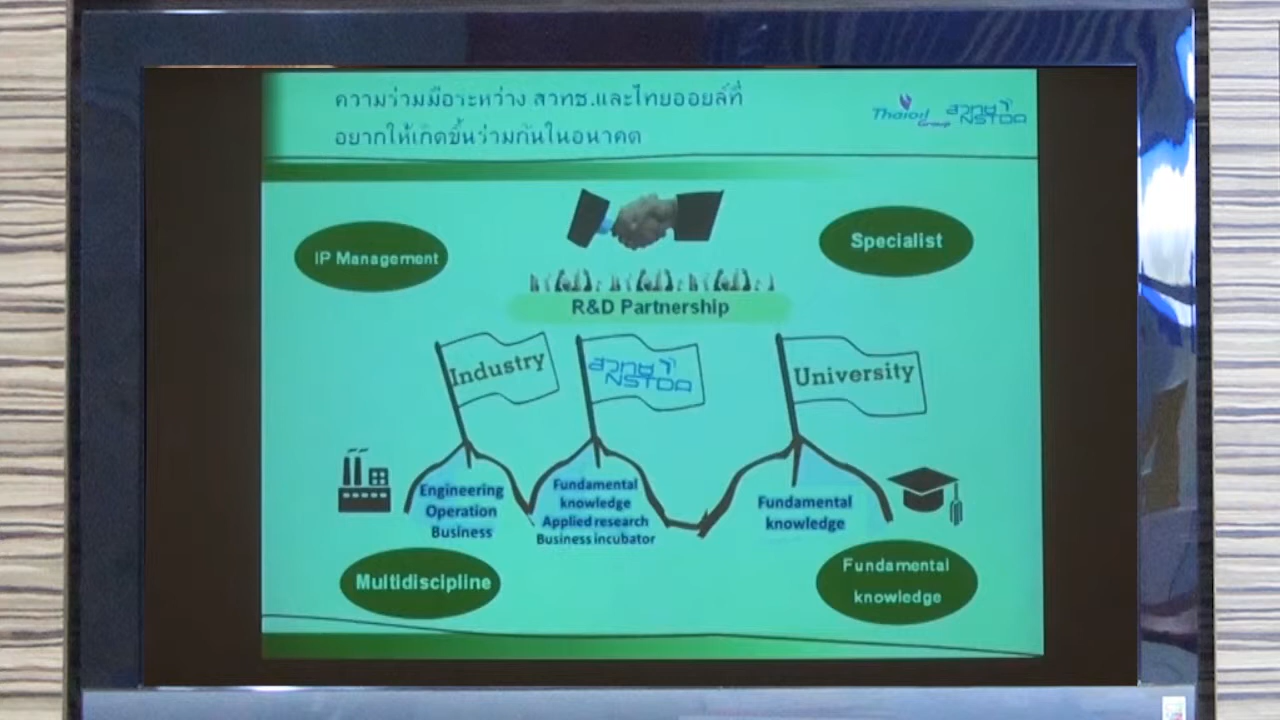 ความร่วมมือระหว่าง สวทช.และไทยออยล์ที่
อยากให้เกิดขึ้นร่วมกันในอนาคต
Thaioil
Group
สวทช
NSTDA
IP Management
Specialist
R&D Partnership
Industry
สวทช
NSTDA
University
Engineering
Operation
Business
Fundamental
knowledge
Applied research
Business incubator
Fundamental
knowledge
Multidiscipline
Fundamental
knowledge